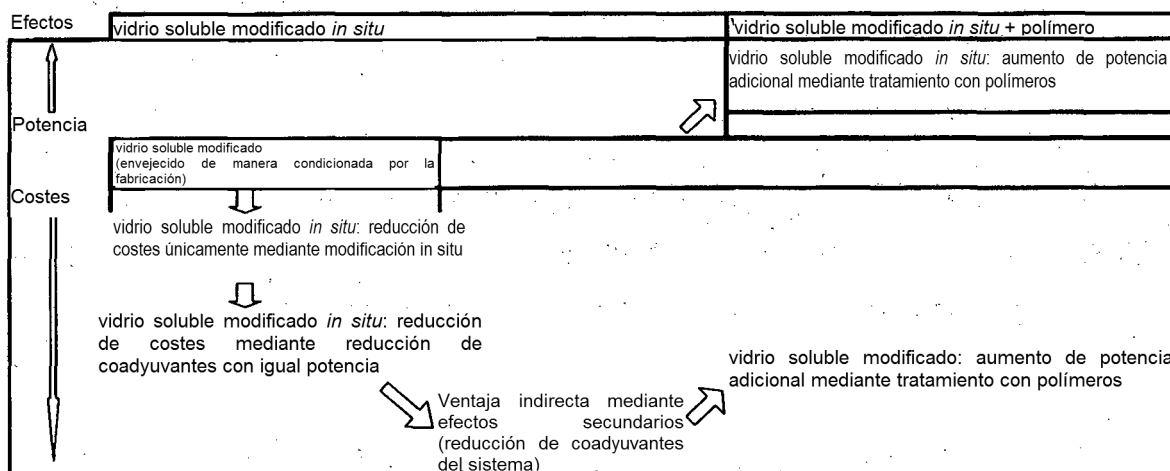 Efectos
vidrio soluble modificado in situ
vidrio soluble modificado in situ + polímero
vidrio soluble modificado in situ: aumento de potencia
adicional mediante tratamiento con polímeros
Potencia
vidrio soluble modificado
(envejecido de manera condicionada por la
fabricación)
Costes
vidrio soluble modificado in situ: reducción de
costes únicamente mediante modificación in situ
vidrio soluble modificado in situ: reducción
de costes mediante reducción de
coadyuvantes con igual potencia
vidrio soluble modificado: aumento de potencia
adicional mediante tratamiento con polímeros
Ventaja indirecta mediante
efectos secundarios
(reducción de coadyuvantes
del sistema)